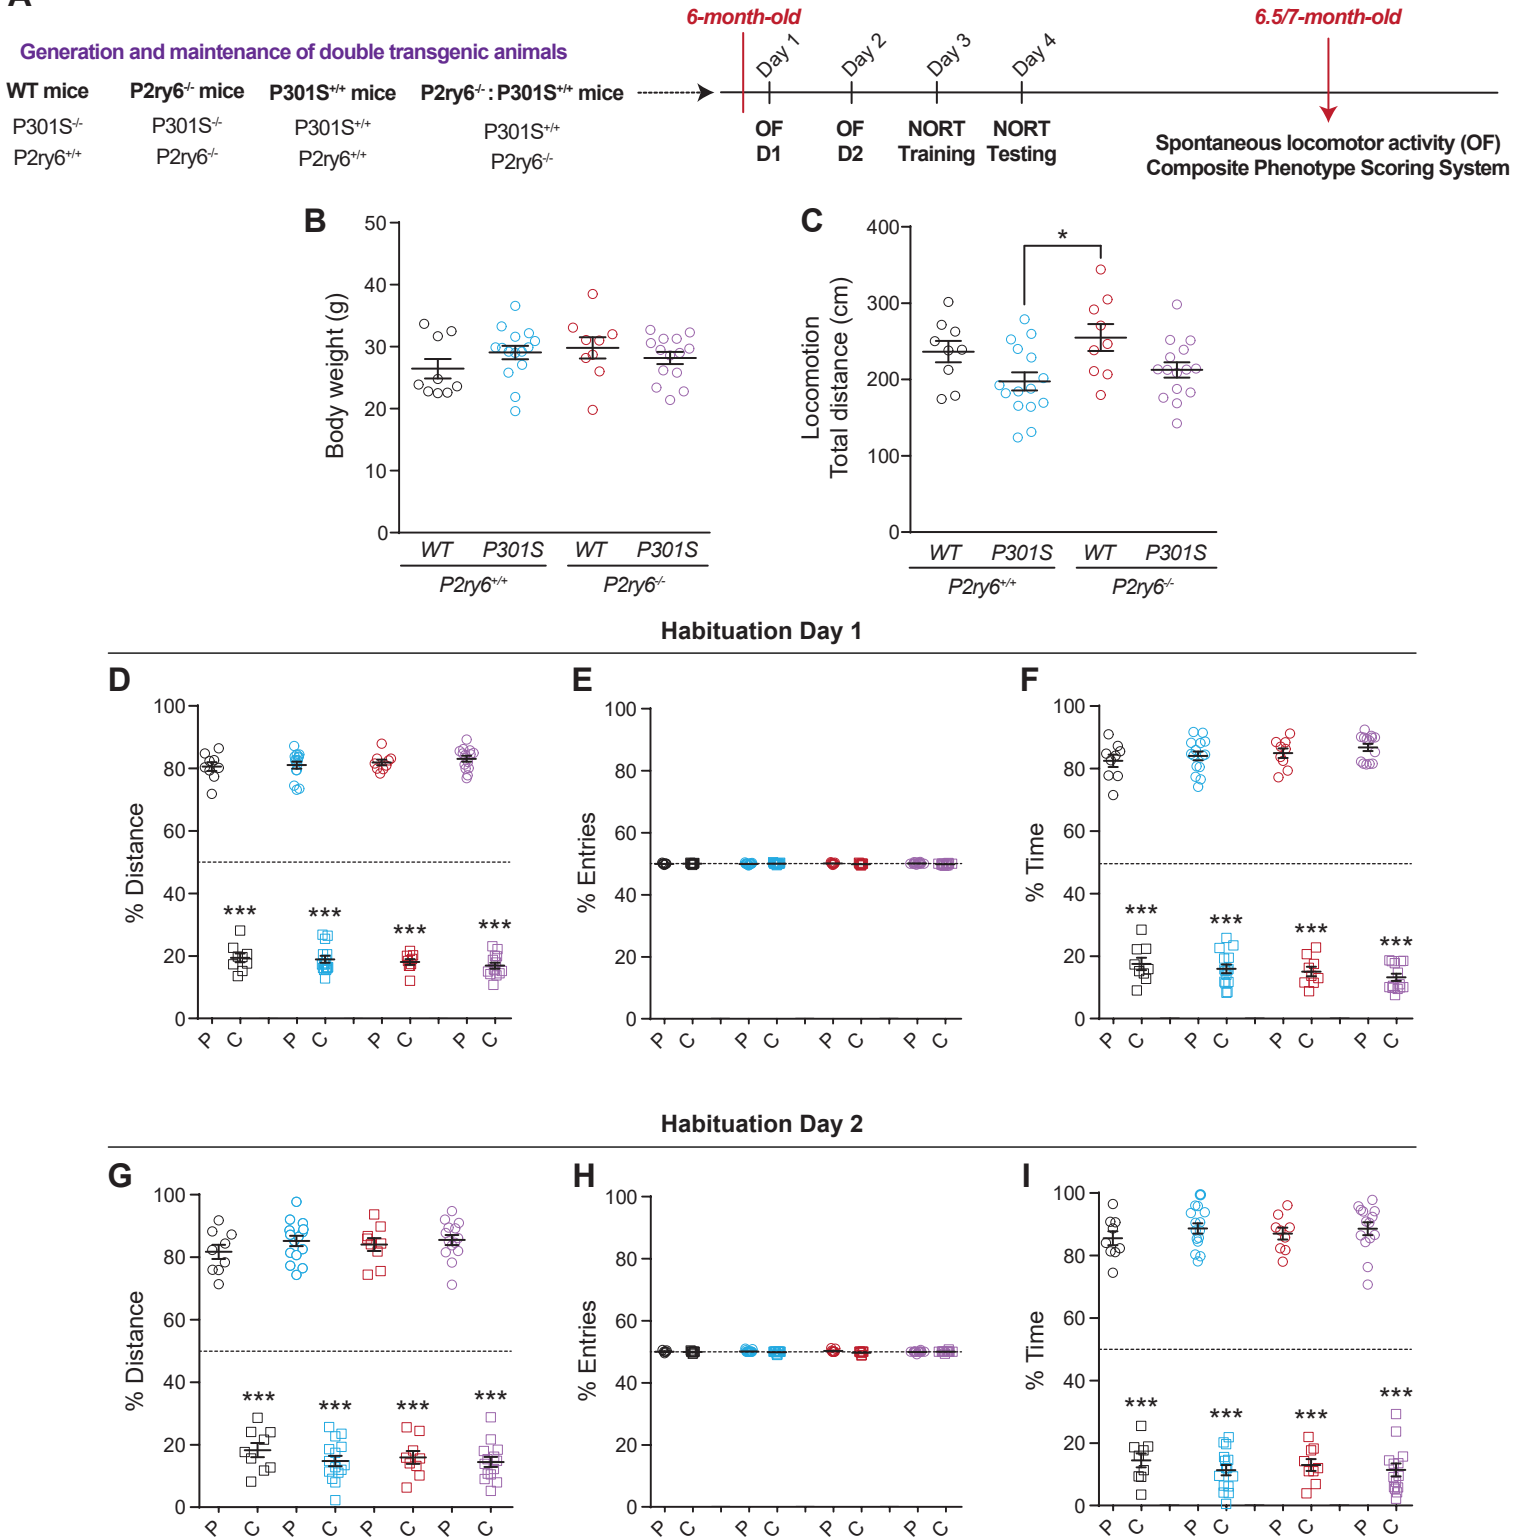 6-month-old
6.5/7-month-old
Generation and maintenance of double transgenic animals
Day 1
Day 2
Day 3
Day 4
WT mice
P2ry6-/- mice
P301S+/+ mice
P2ry6-/- : P301S+/+ mice
P301S-/-
P301S-/-
P301S+/+
P301S+/+
P2ry6+/+
P2ry6-/-
P2ry6+/+
P2ry6-/-
OF
D1
OF
D2
NORT
Training
NORT
Testing
Spontaneous locomotor activity (OF)
Composite Phenotype Scoring System
B
Body weight (g)
50
40
30
20
10
0
WT P301S WT P301S
P2ry6+/+ P2ry6-/-
C
Locomotion
Total distance (cm)
400
300
200
100
0
*
WT P301S WT P301S
P2ry6+/+ P2ry6-/-
Habituation Day 1
D
% Distance
100
80
60
40
20
0
*** *** *** ***
P C P C P C P C
E
% Entries
100
80
60
40
20
0
P C P C P C P C
F
% Time
100
80
60
40
20
0
*** *** *** ***
P C P C P C P C
Habituation Day 2
G
% Distance
100
80
60
40
20
0
*** *** *** ***
P C P C P C P C
H
% Entries
100
80
60
40
20
0
P C P C P C P C
I
% Time
100
80
60
40
20
0
*** *** *** ***
P C P C P C P C